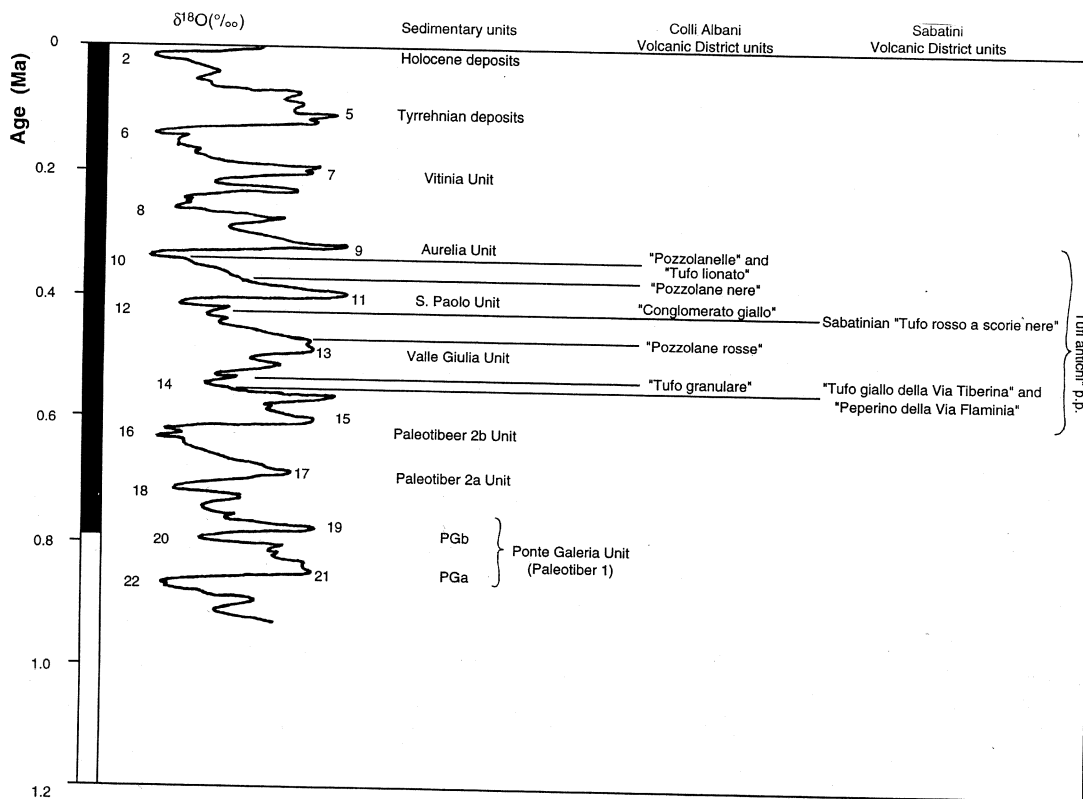 δ18O(°/oo)
Sedimentary units
Colli Albani
Volcanic District units
Sabatini
Volcanic District units
Age (Ma)
0
2
Holocene deposits
5
Tyrrehnian deposits
6
0.2
7
Vitinia Unit
8
9
Aurelia Unit
10
"Pozzolanelle" and
"Tufo lionato"
"Pozzolane nere"
0.4
11
S. Paolo Unit
12
"Conglomerato giallo"
Sabatinian "Tufo rosso a scorie nere"
13
Valle Giulia Unit
"Pozzolane rosse"
14
"Tufo granulare"
"Tufo giallo della Via Tiberina" and
"Peperino della Via Flaminia"
p.p.
0.6
15
16
Paleotibeer 2b Unit
17
Paleotiber 2a Unit
18
19
0.8
20
PGb
Ponte Galeria Unit
(Paleotiber 1)
21
22
PGa
1.0
1.2